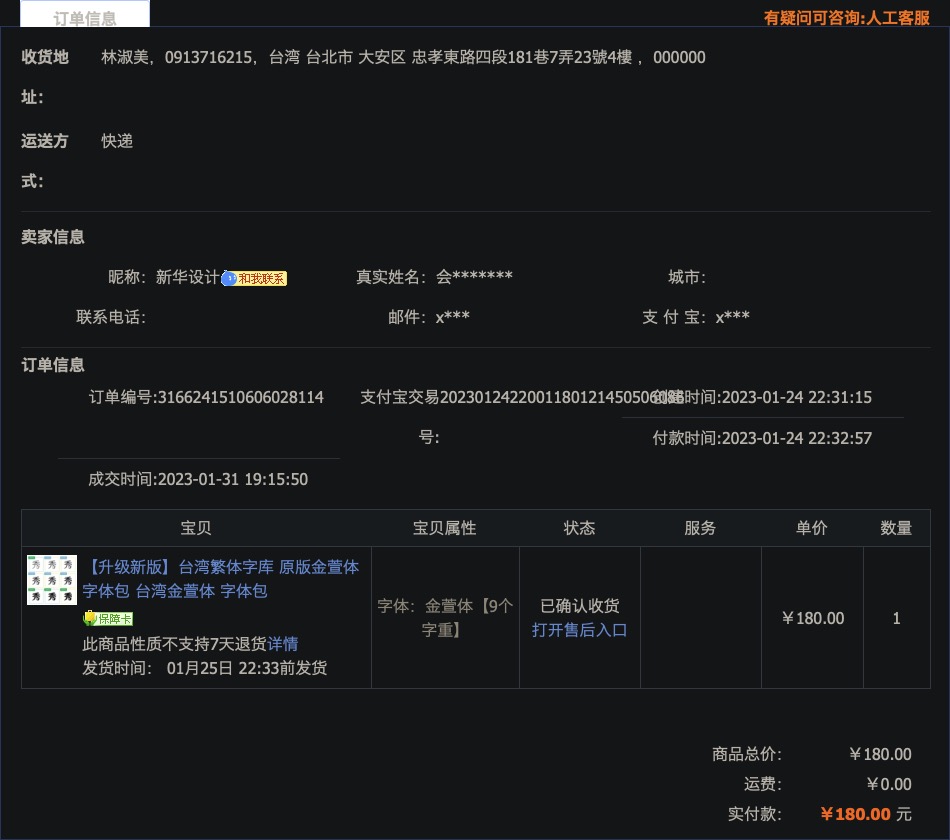 订单信息
有疑问可咨询:人工客服
收货地址: 林淑美, 0913716215, 台湾 台北市 大安区 忠孝東路四段181巷7弄23號4樓 , 000000
运送方式: 快递
卖家信息
昵称: 新华设计 和我联系 真实姓名: 会******* 城市:
联系电话: 邮件: x*** 支 付 宝: x***
订单信息
订单编号:3166241510606028114 支付宝交易号: 创建时间:2023-01-24 22:31:15
付款时间:2023-01-24 22:32:57
成交时间:2023-01-31 19:15:50
宝贝 宝贝属性 状态 服务 单价 数量
【升级新版】台湾繁体字库 原版金萱体
字体包 台湾金萱体 字体包
保障卡
此商品性质不支持7天退货详情
发货时间: 01月25日 22:33前发货
字体: 金萱体【9个
字重】
已确认收货
打开售后入口
￥180.00
1
商品总价: ￥180.00
运费: ￥0.00
实付款: ￥180.00 元